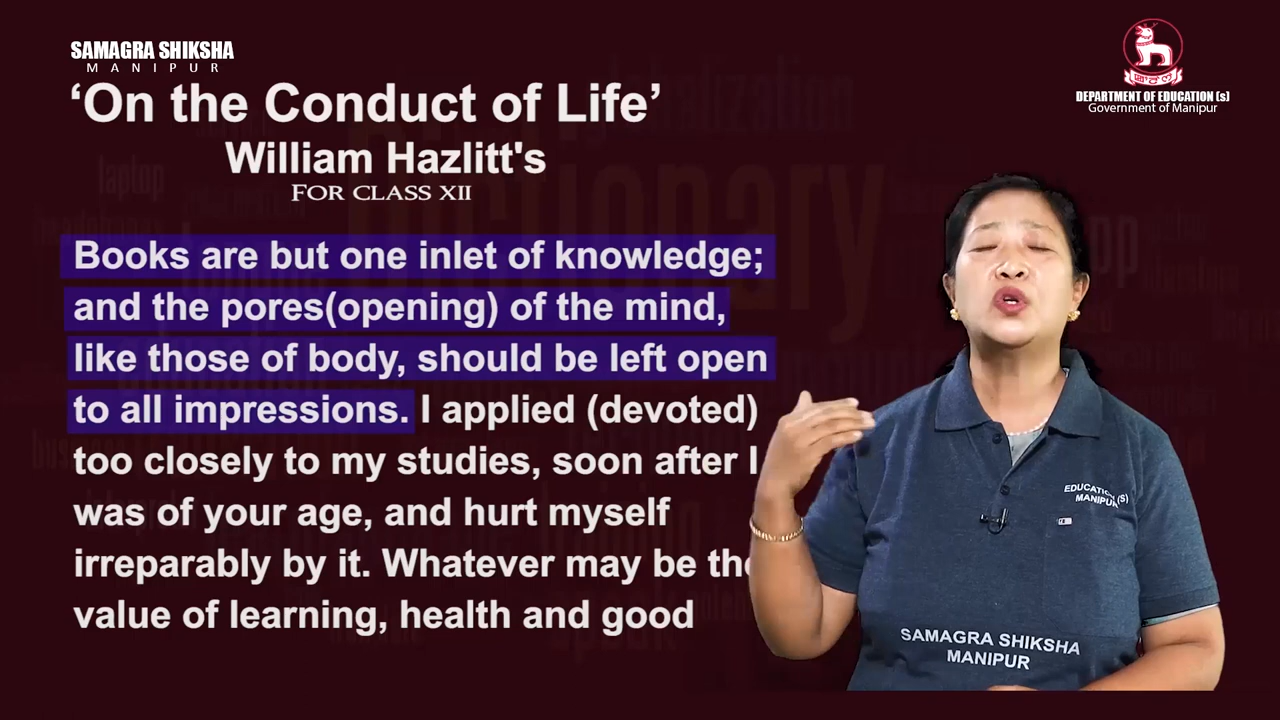 SAMAGRA SHIKSHA
MANIPUR
DEPARTMENT OF EDUCATION (s)
Government of Manipur
‘On the Conduct of Life’
William Hazlitt's
FOR CLASS XII
Books are but one inlet of knowledge;
and the pores(opening) of the mind,
like those of body, should be left open
to all impressions. I applied (devoted)
too closely to my studies, soon after I
was of your age, and hurt myself
irreparably by it. Whatever may be the
value of learning, health and good
EDUCATION (S)
MANIPUR
SAMAGRA SHIKSHA
MANIPUR
laptop